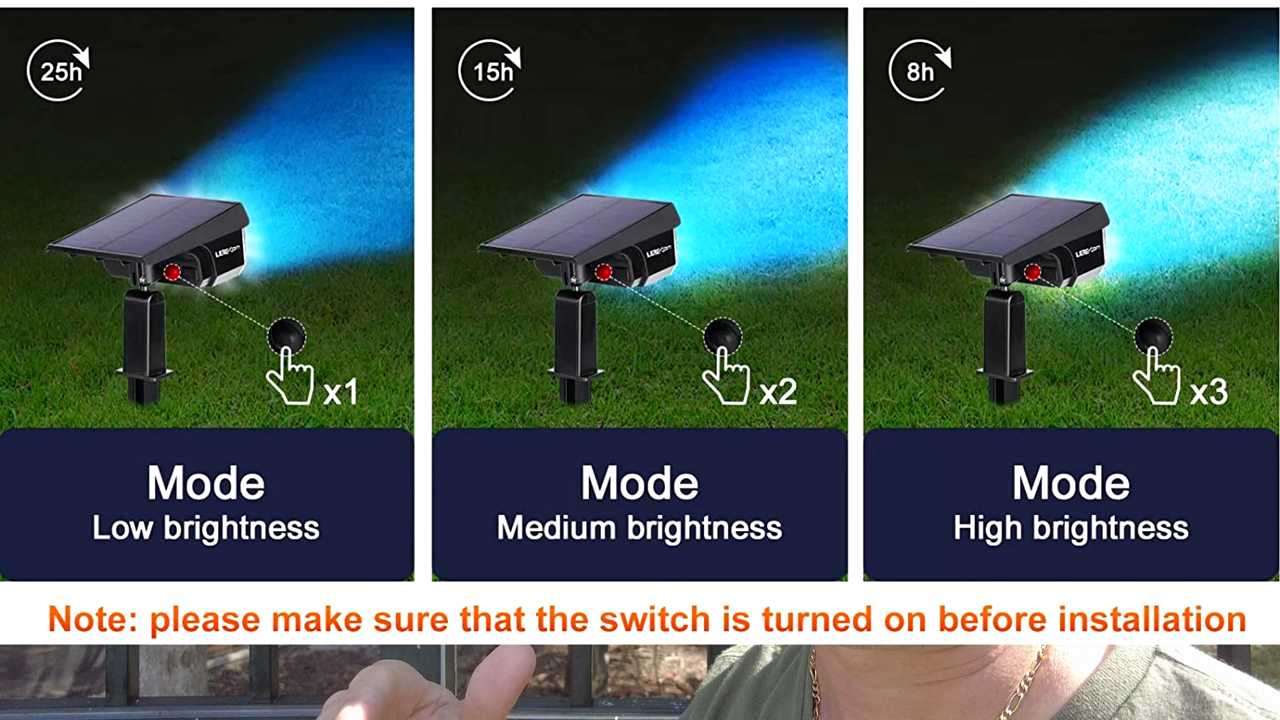 25h
15h
8h
x1
x2
x3
Mode
Low brightness
Mode
Medium brightness
Mode
High brightness
Note: please make sure that the switch is turned on before installation